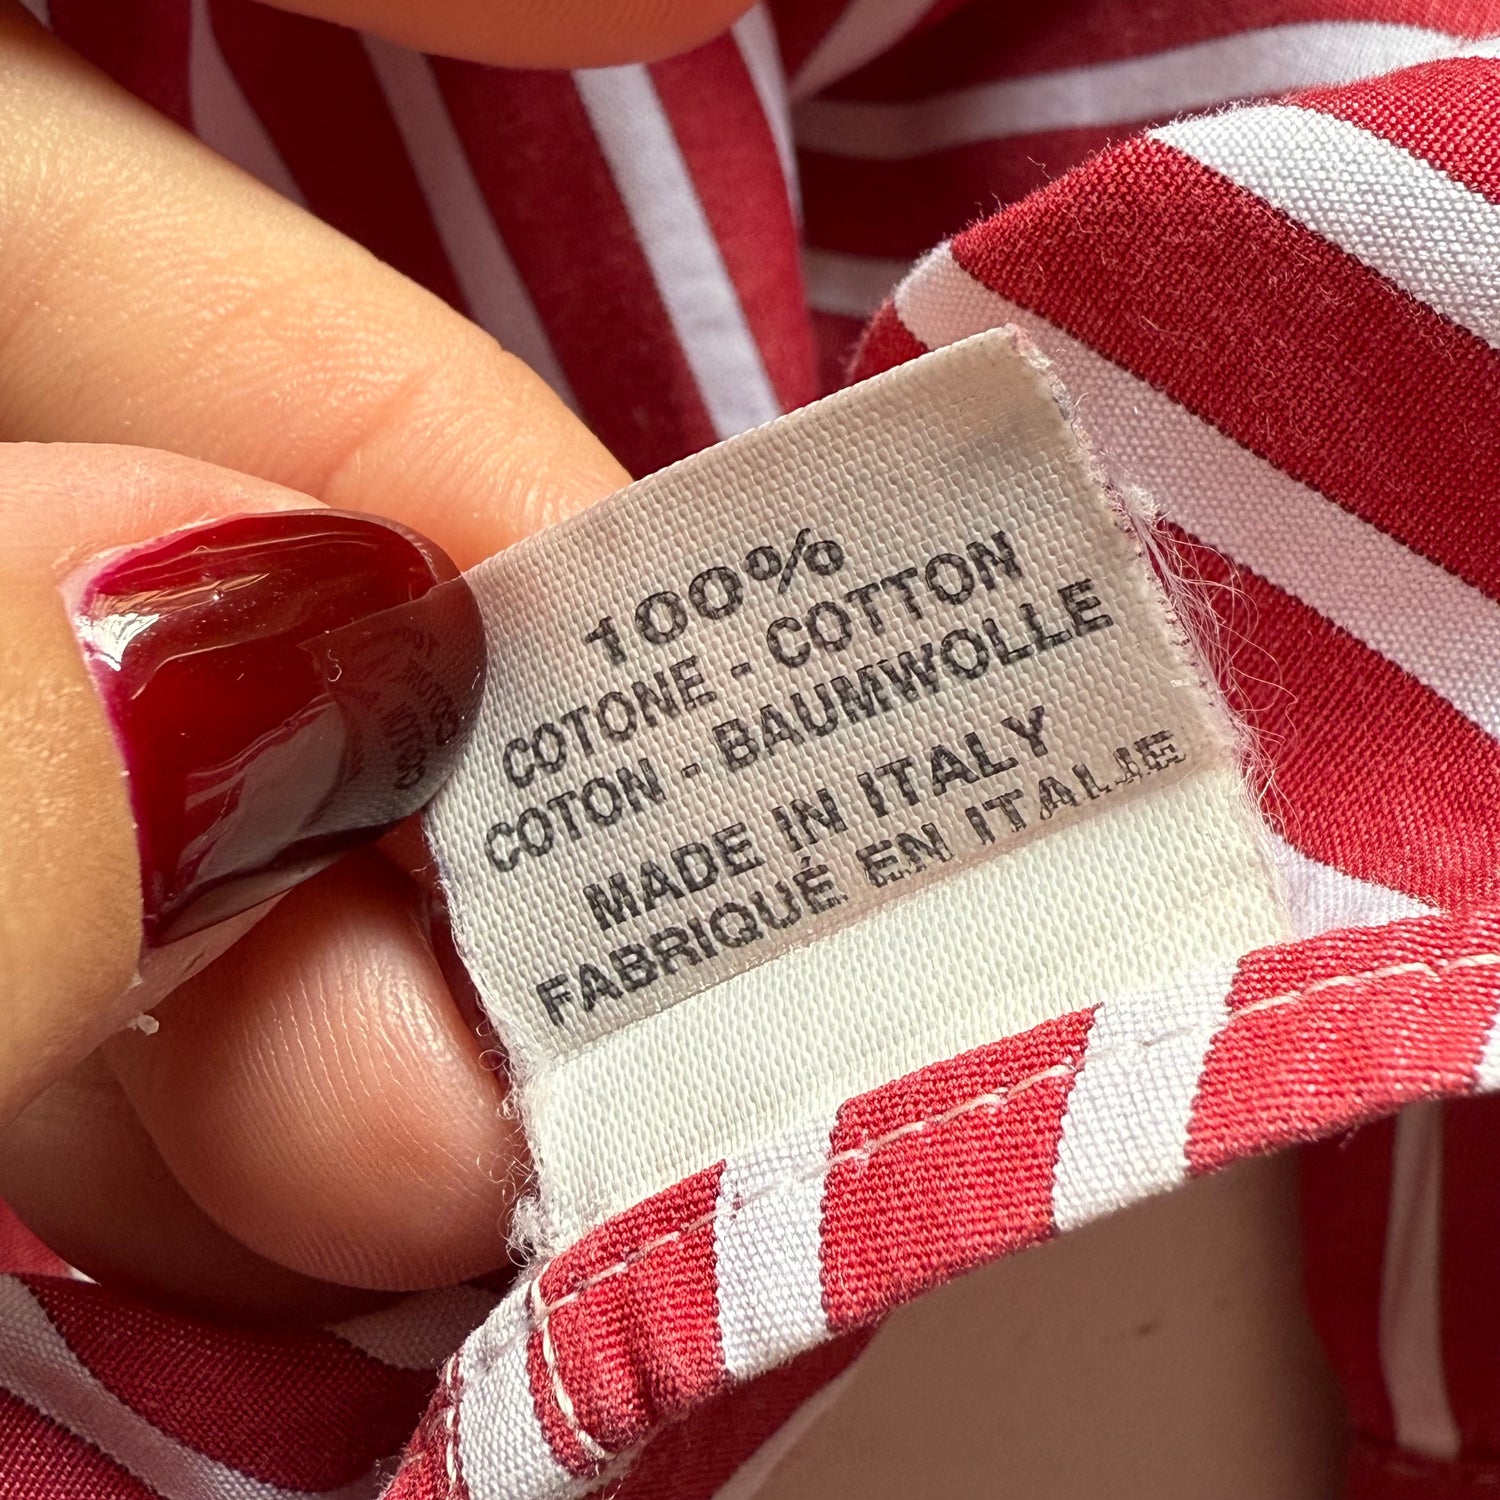 100%
COTONE - COTTON
COTON - BAUMWOLLE
MADE IN ITALY
FABRIQUÉ EN ITALIE